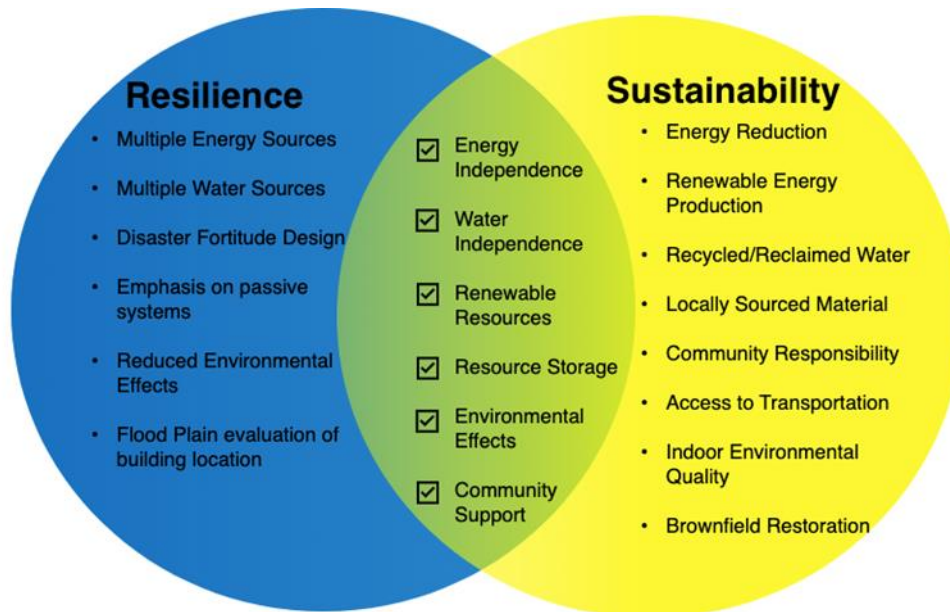 Resilience
• Multiple Energy Sources
• Multiple Water Sources
• Disaster Fortitude Design
• Emphasis on passive
systems
• Reduced Environmental
Effects
• Flood Plain evaluation of
building location
☑ Energy
Independence
☑ Water
Independence
☑ Renewable
Resources
☑ Resource Storage
☑ Environmental
Effects
☑ Community
Support
Sustainability
• Energy Reduction
• Renewable Energy
Production
• Recycled/Reclaimed Water
• Locally Sourced Material
• Community Responsibility
• Access to Transportation
• Indoor Environmental
Quality
• Brownfield Restoration